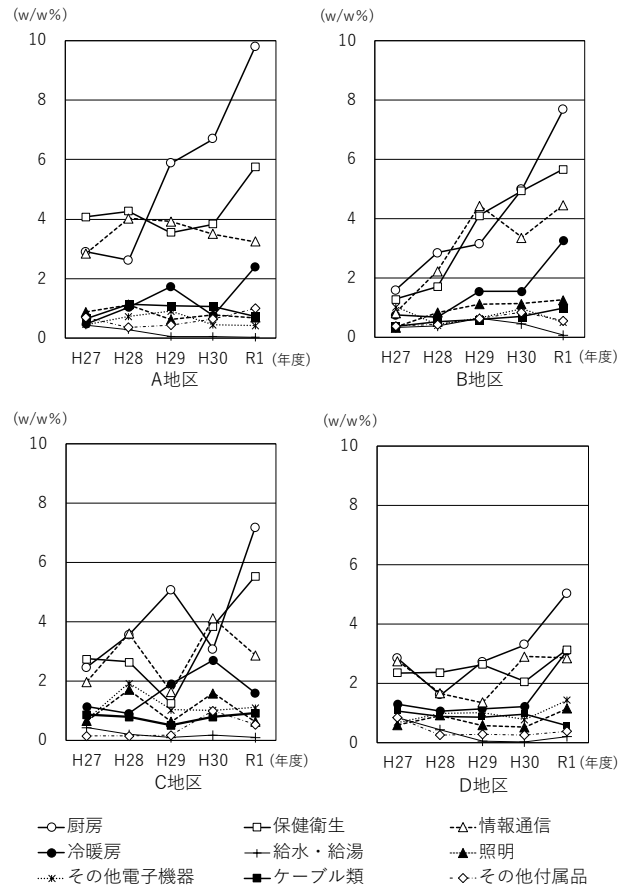 (w/w%)
10
8
6
4
2
0
H27 H28 H29 H30 R1 (年度)
A地区
(w/w%)
10
8
6
4
2
0
H27 H28 H29 H30 R1 (年度)
B地区
(w/w%)
10
8
6
4
2
0
H27 H28 H29 H30 R1 (年度)
C地区
(w/w%)
10
8
6
4
2
0
H27 H28 H29 H30 R1 (年度)
D地区
厨房 保健衛生 情報通信
冷暖房 給水・給湯 照明
その他電子機器 ケーブル類 その他付属品